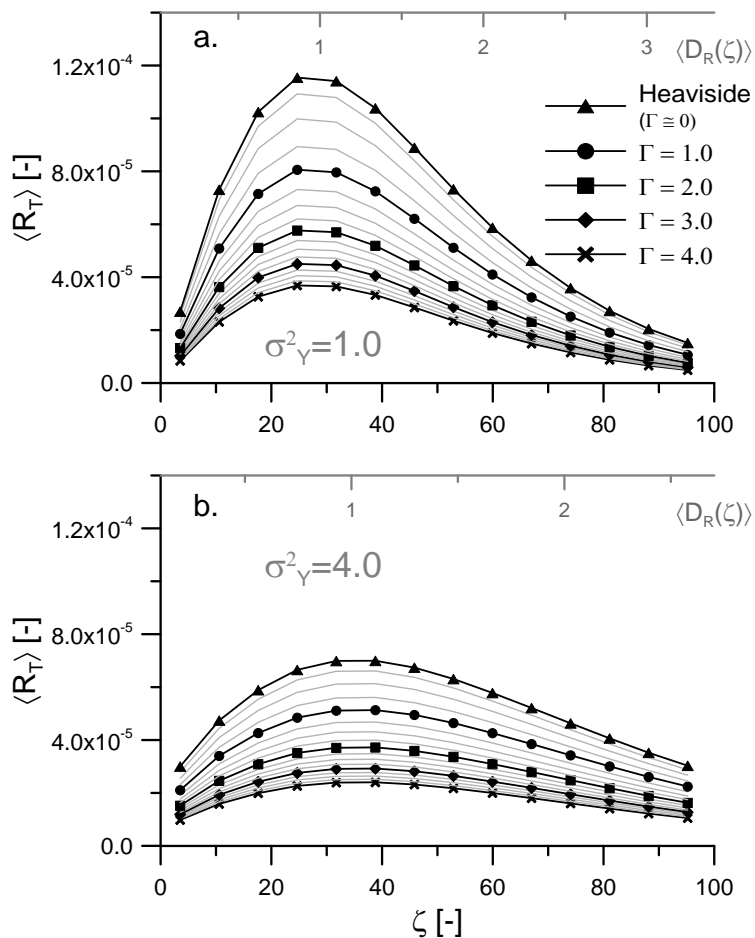 a.
1 2 3
⟨D_R(ζ)⟩
1.2x10⁻⁴
8.0x10⁻⁵
4.0x10⁻⁵
0.0
⟨R_T⟩ [-]
Heaviside
(Γ ≅ 0)
Γ = 1.0
Γ = 2.0
Γ = 3.0
Γ = 4.0
σ²_Y=1.0
0 20 40 60 80 100
b.
1 2
⟨D_R(ζ)⟩
1.2x10⁻⁴
8.0x10⁻⁵
4.0x10⁻⁵
0.0
⟨R_T⟩ [-]
σ²_Y=4.0
0 20 40 60 80 100
ζ [-]